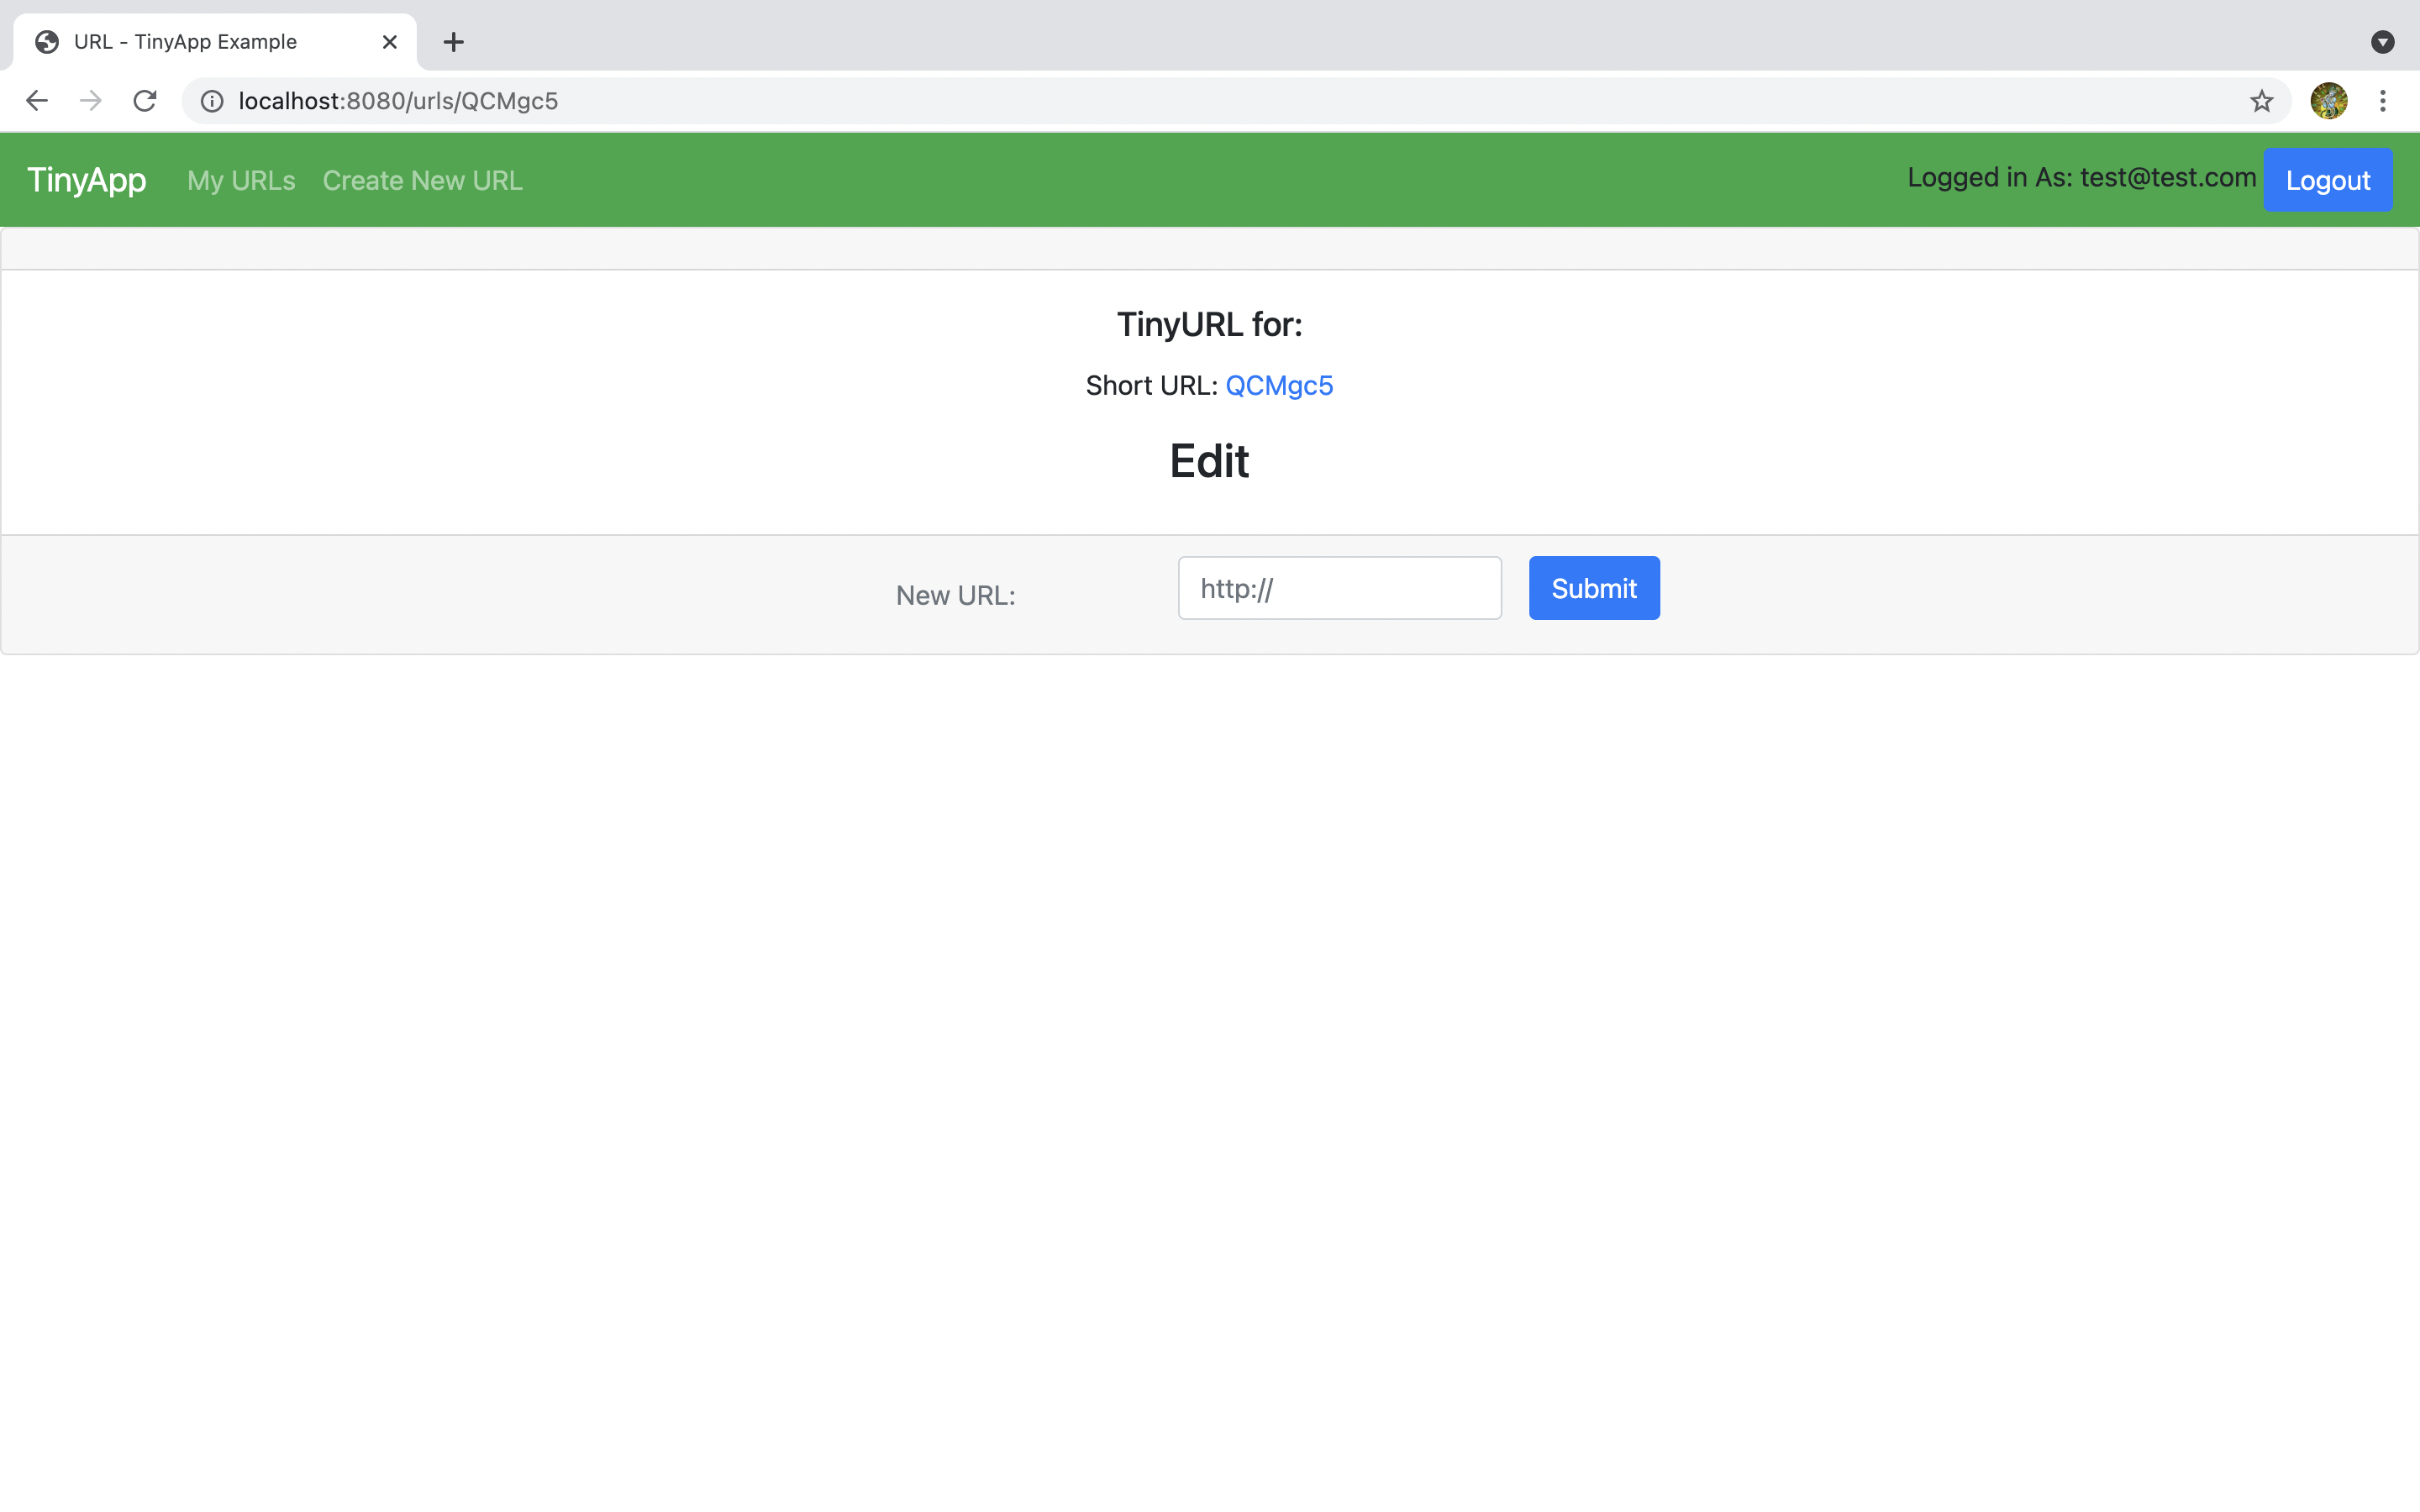 URL - TinyApp Example
localhost:8080/urls/QCMgc5
TinyApp My URLs Create New URL Logged in As: test@test.com Logout
TinyURL for:
Short URL: QCMgc5
Edit
New URL: http:// Submit